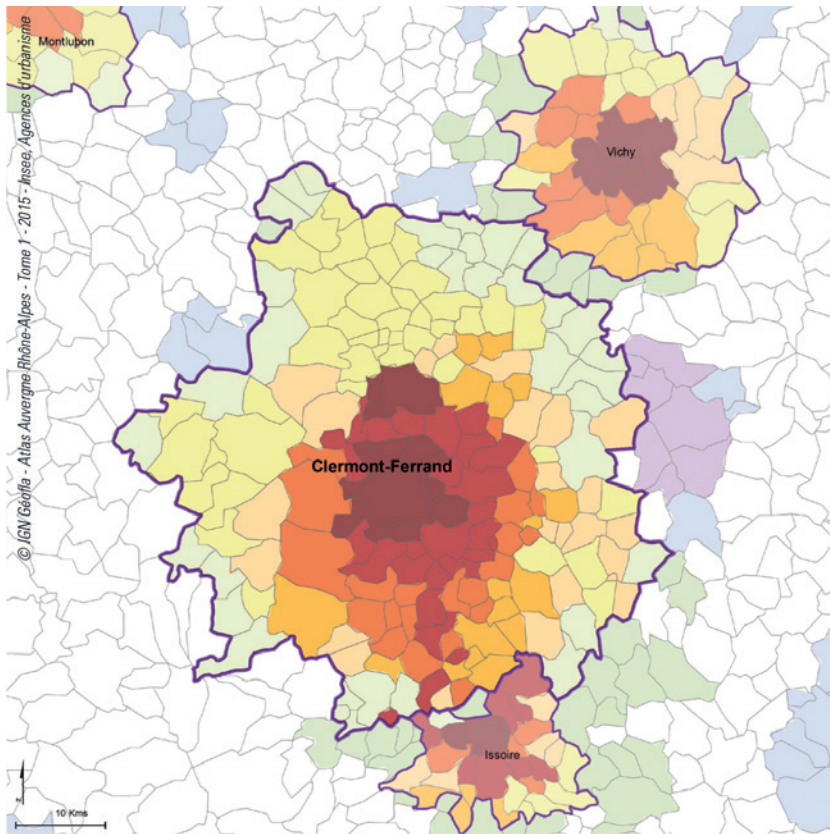 Montluçon
© IGN Géofla - Atlas Auvergne Rhône-Alpes - Tome 1 - 2015 - Insee, Agences d'urbanisme
Vichy
Clermont-Ferrand
Issoire
N
10 Kms